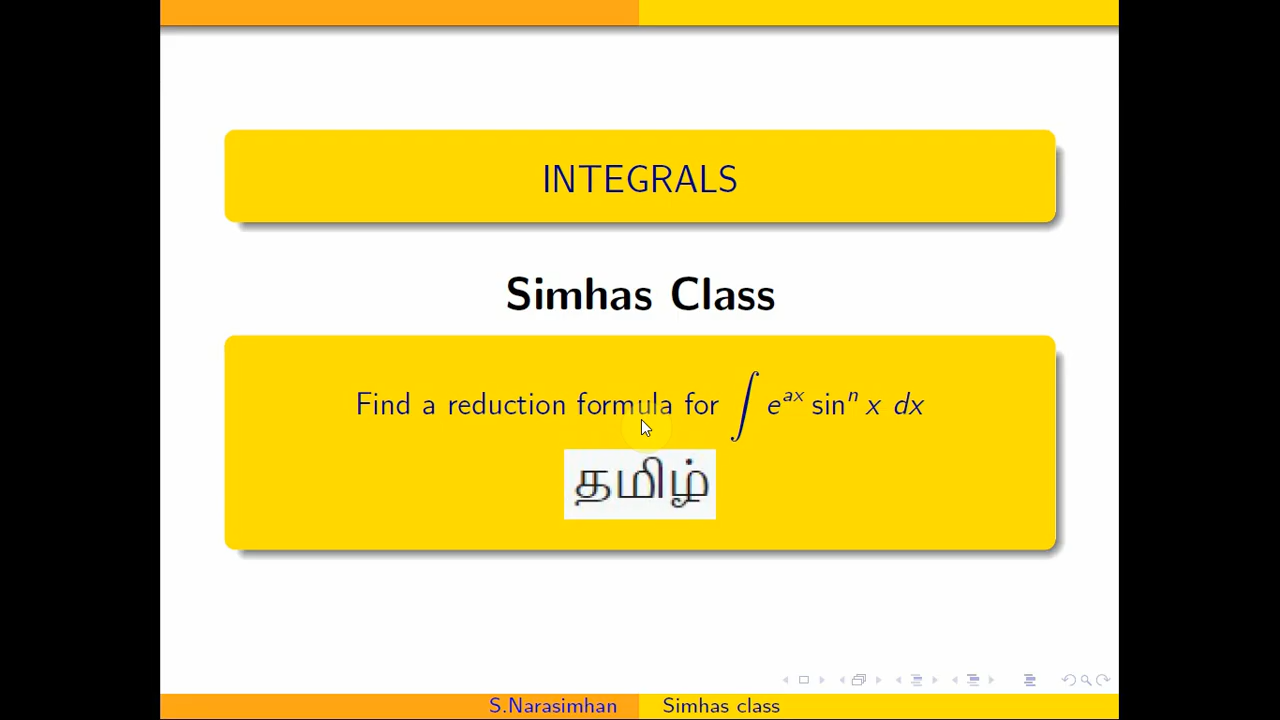 INTEGRALS
Simhas Class
Find a reduction formula for ∫ e^{ax} sin^n x dx
தமிழ்
S.Narasimhan Simhas class